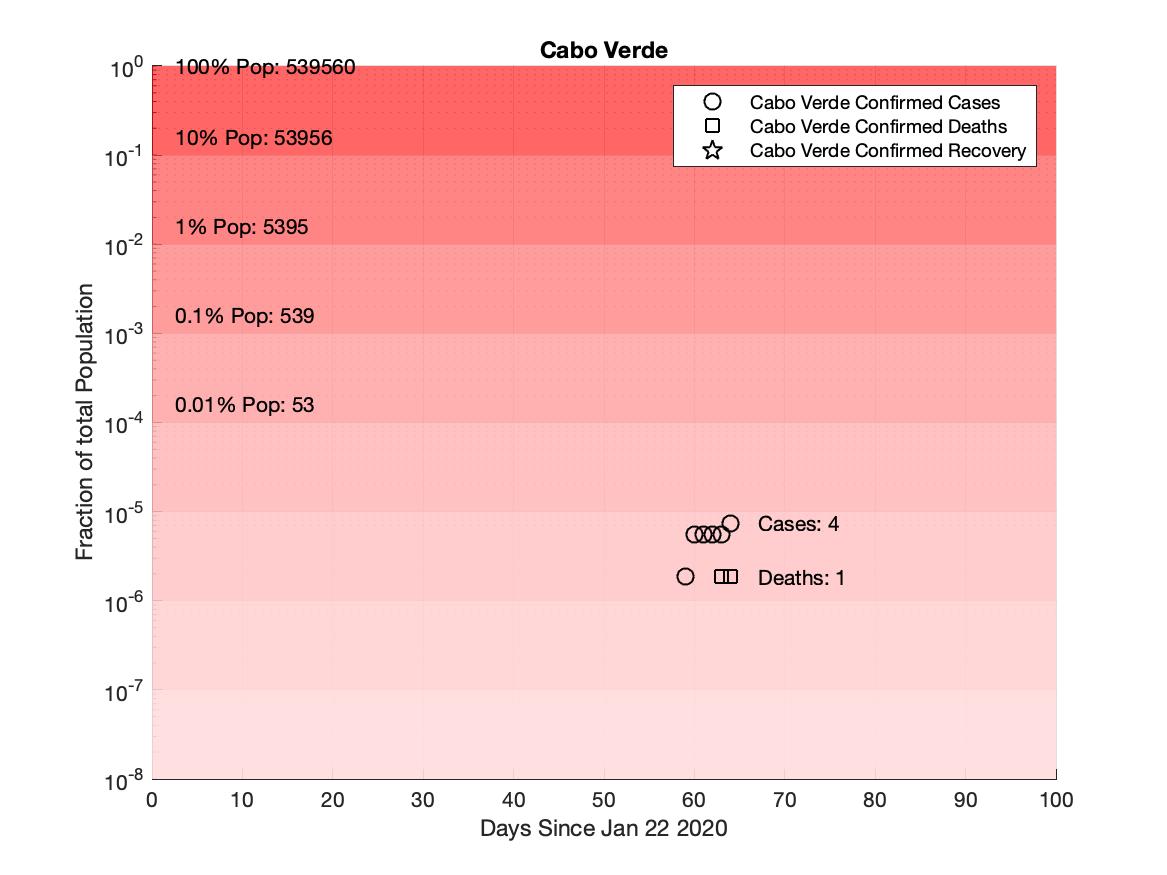 Cabo Verde
10^0
10^-1
10^-2
10^-3
10^-4
10^-5
10^-6
10^-7
10^-8
Fraction of total Population
100% Pop: 539560
10% Pop: 53956
1% Pop: 5395
0.1% Pop: 539
0.01% Pop: 53
Cabo Verde Confirmed Cases
Cabo Verde Confirmed Deaths
Cabo Verde Confirmed Recovery
Cases: 4
Deaths: 1
0 10 20 30 40 50 60 70 80 90 100
Days Since Jan 22 2020